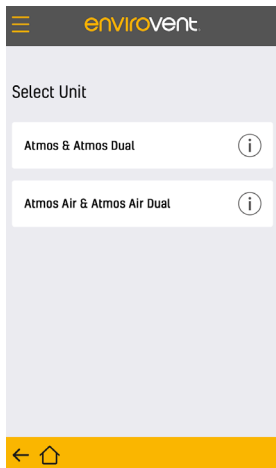 envirovent
Select Unit
Atmos & Atmos Dual
i
Atmos Air & Atmos Air Dual
i